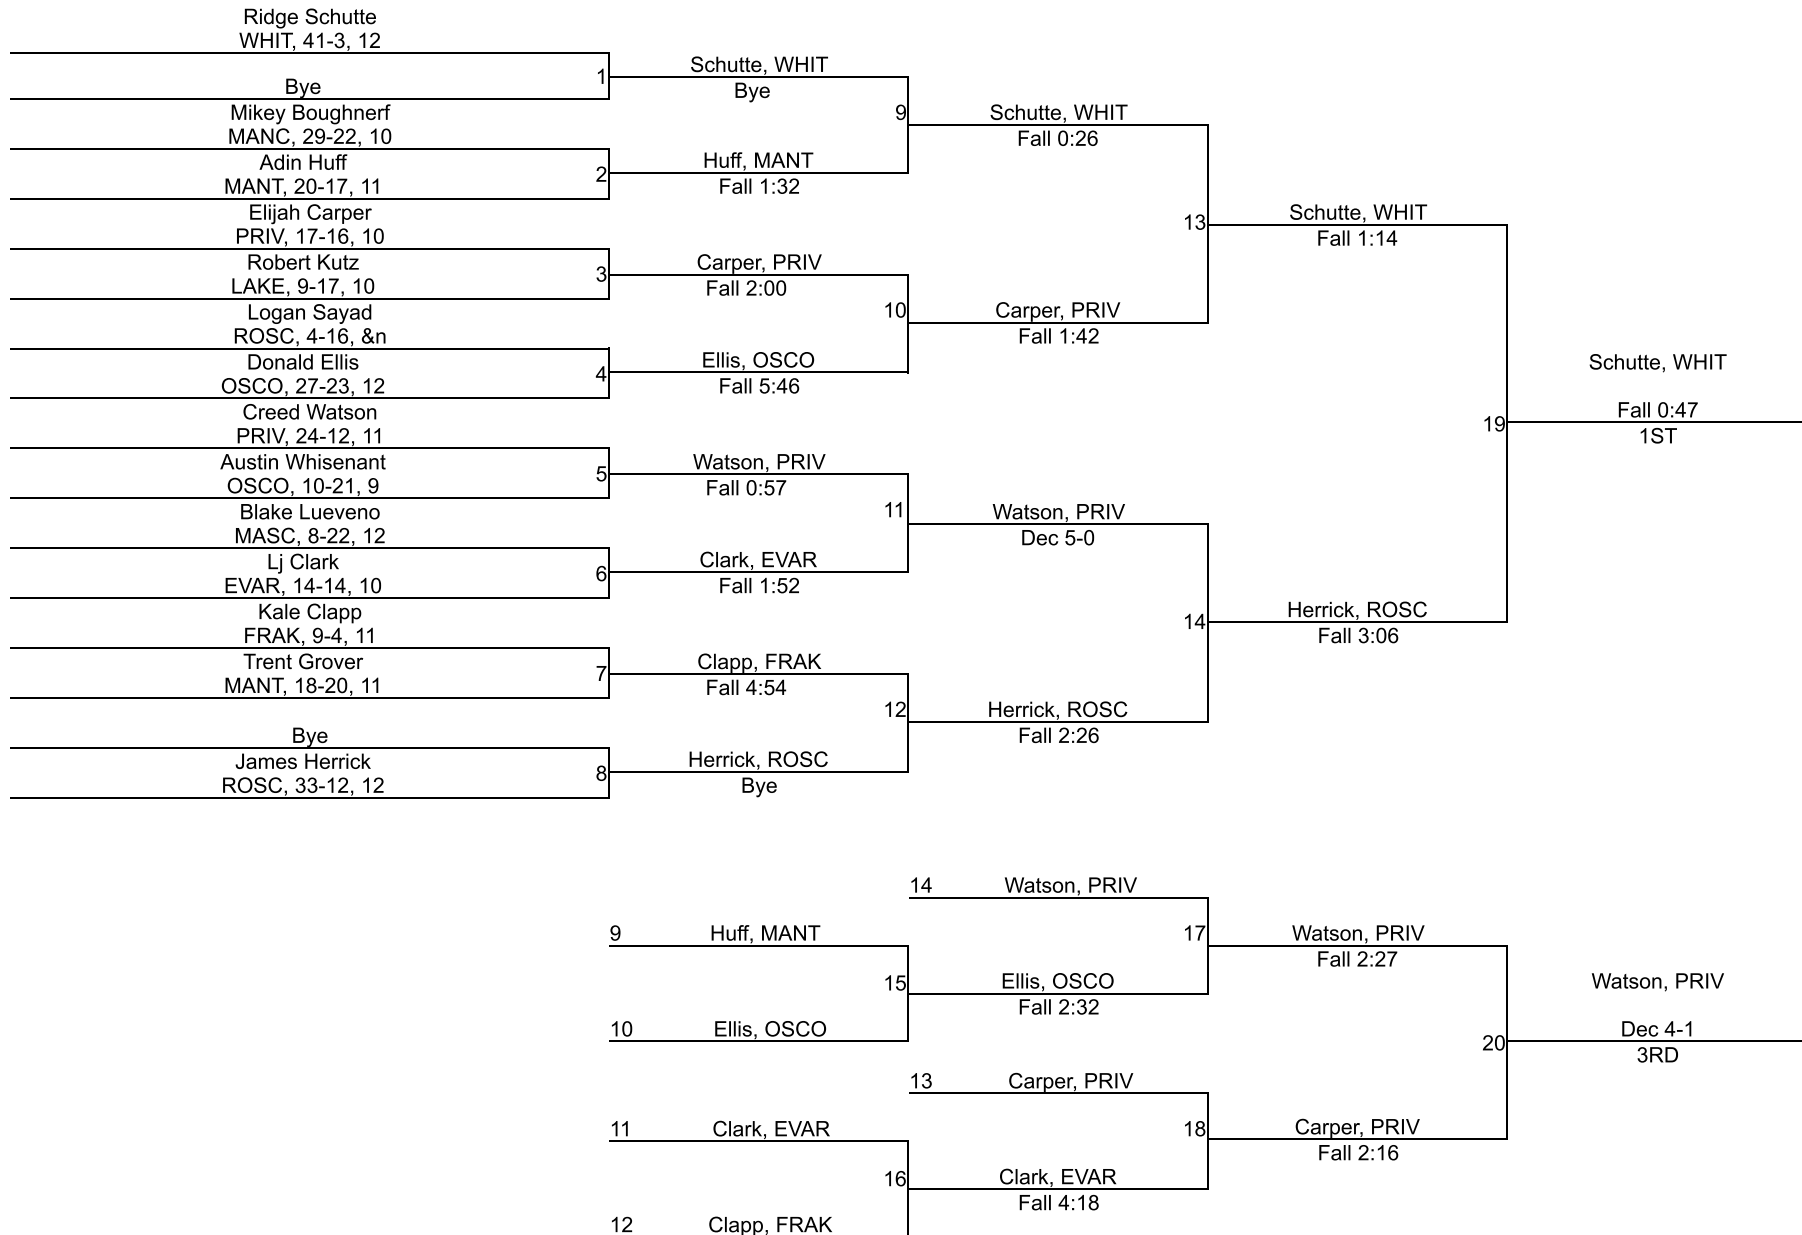 Ridge Schutte
WHIT, 41-3, 12
Bye
1
Schutte, WHIT
Bye
Mikey Boughnerf
MANC, 29-22, 10
Adin Huff
MANT, 20-17, 11
2
Huff, MANT
Fall 1:32
9
Schutte, WHIT
Fall 0:26
Elijah Carper
PRIV, 17-16, 10
Robert Kutz
LAKE, 9-17, 10
3
Carper, PRIV
Fall 2:00
Logan Sayad
ROSC, 4-16, &n
Donald Ellis
OSCO, 27-23, 12
4
Ellis, OSCO
Fall 5:46
10
Carper, PRIV
Fall 1:42
13
Schutte, WHIT
Fall 1:14
Creed Watson
PRIV, 24-12, 11
Austin Whisenant
OSCO, 10-21, 9
5
Watson, PRIV
Fall 0:57
Blake Lueveno
MASC, 8-22, 12
Lj Clark
EVAR, 14-14, 10
6
Clark, EVAR
Fall 1:52
11
Watson, PRIV
Dec 5-0
Kale Clapp
FRAK, 9-4, 11
Trent Grover
MANT, 18-20, 11
7
Clapp, FRAK
Fall 4:54
Bye
James Herrick
ROSC, 33-12, 12
8
Herrick, ROSC
Bye
12
Herrick, ROSC
Fall 2:26
14
Herrick, ROSC
Fall 3:06
19
Schutte, WHIT
Fall 0:47
1ST
14
Watson, PRIV
9
Huff, MANT
10
Ellis, OSCO
15
Ellis, OSCO
Fall 2:32
17
Watson, PRIV
Fall 2:27
13
Carper, PRIV
11
Clark, EVAR
12
Clapp, FRAK
16
Clark, EVAR
Fall 4:18
18
Carper, PRIV
Fall 2:16
20
Watson, PRIV
Dec 4-1
3RD